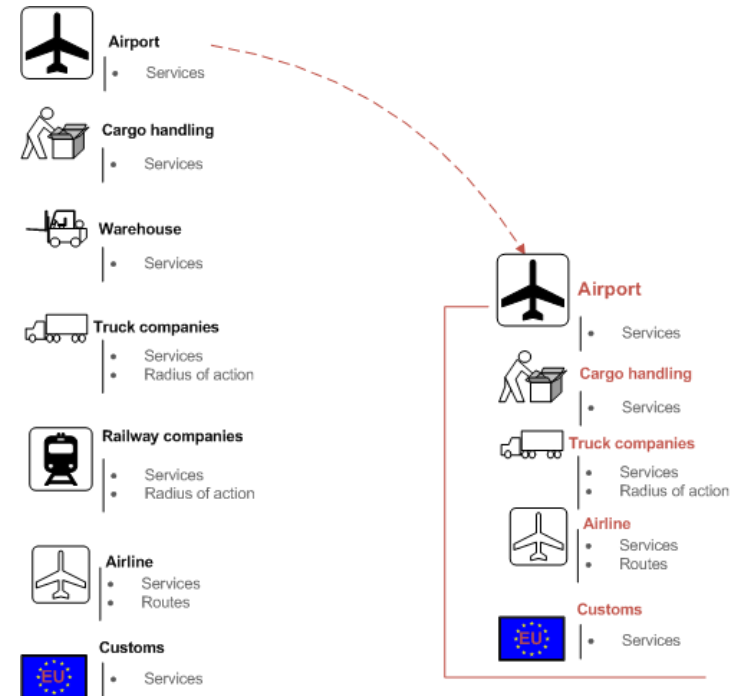 Airport
Services
Cargo handling
Services
Warehouse
Services
Truck companies
Services
Radius of action
Railway companies
Services
Radius of action
Airline
Services
Routes
Customs
EU
Services
Airport
Services
Cargo handling
Services
Truck companies
Services
Radius of action
Airline
Services
Routes
Customs
EU
Services